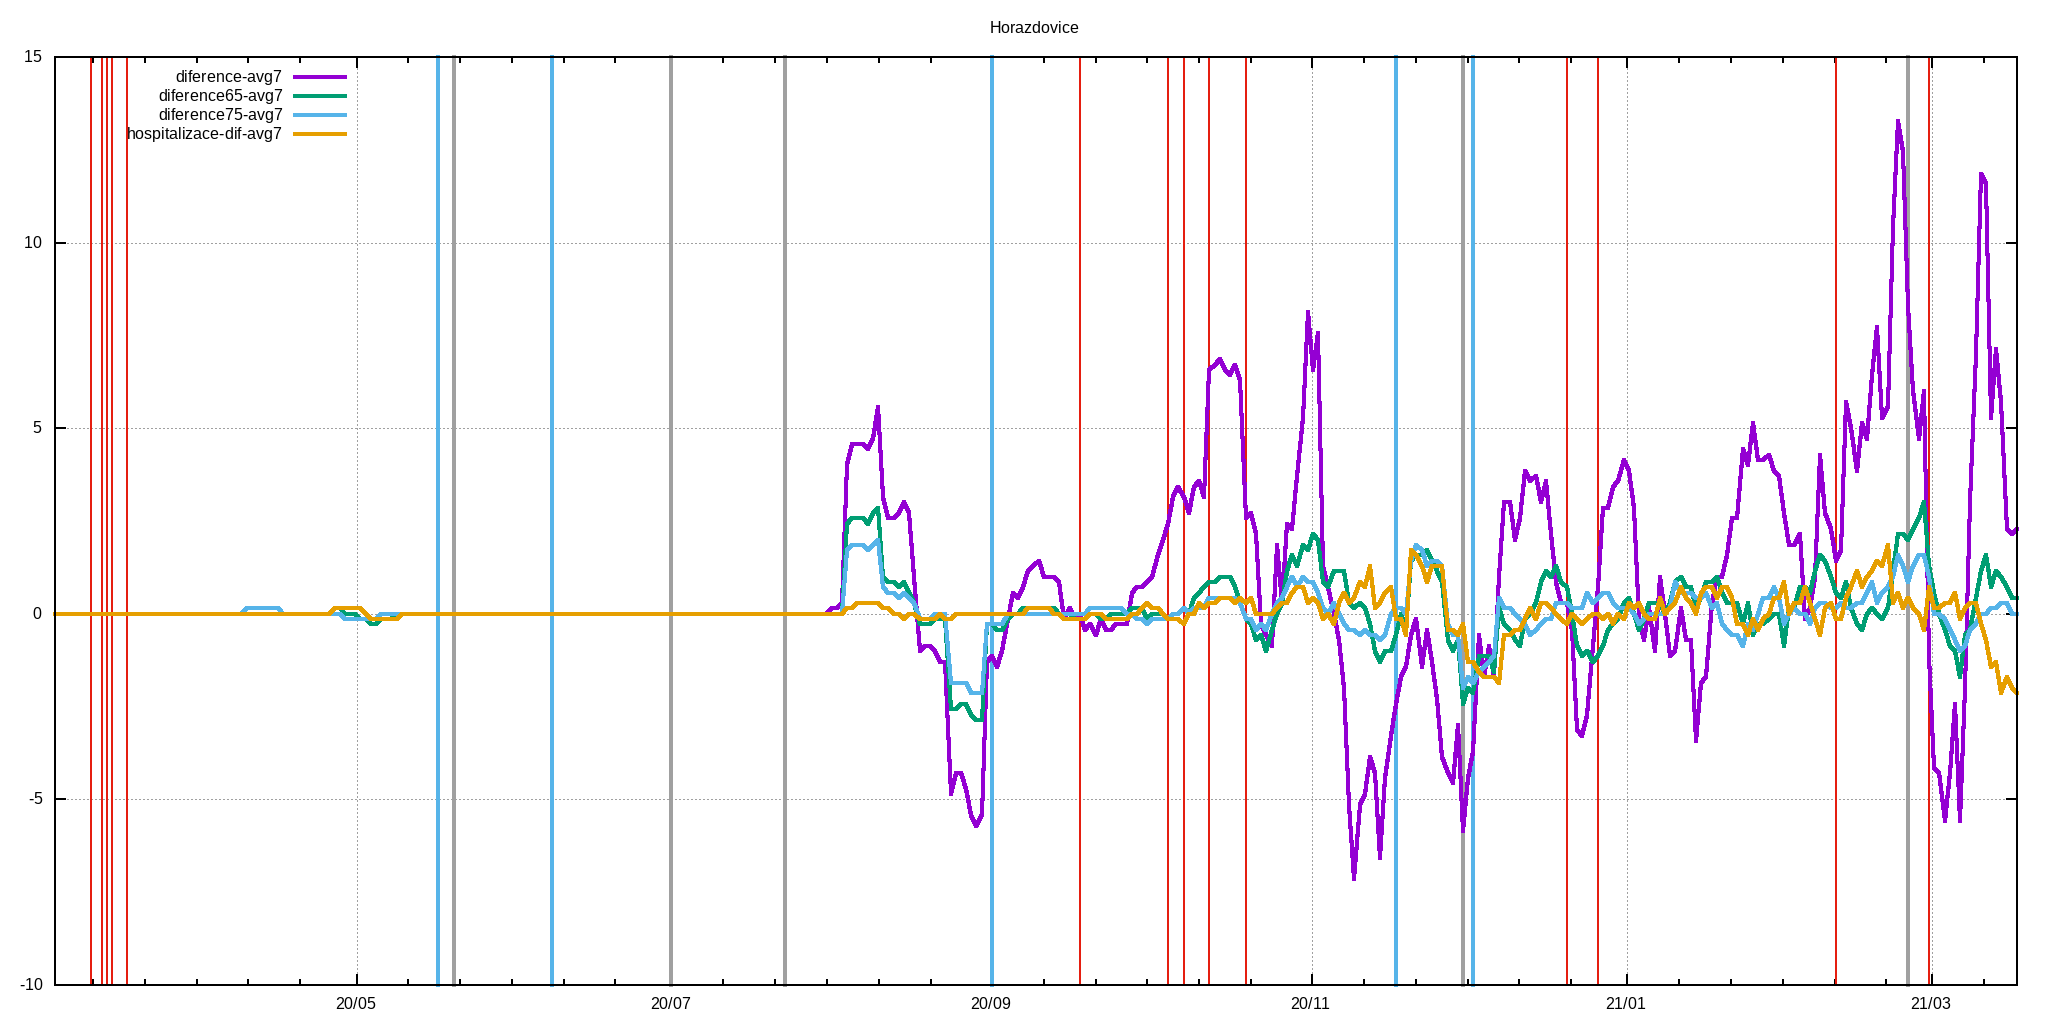 Horazdovice
15
diference-avg7
diference65-avg7
diference75-avg7
hospitalizace-dif-avg7
10
5
0
-5
-10
20/05 20/07 20/09 20/11 21/01 21/03